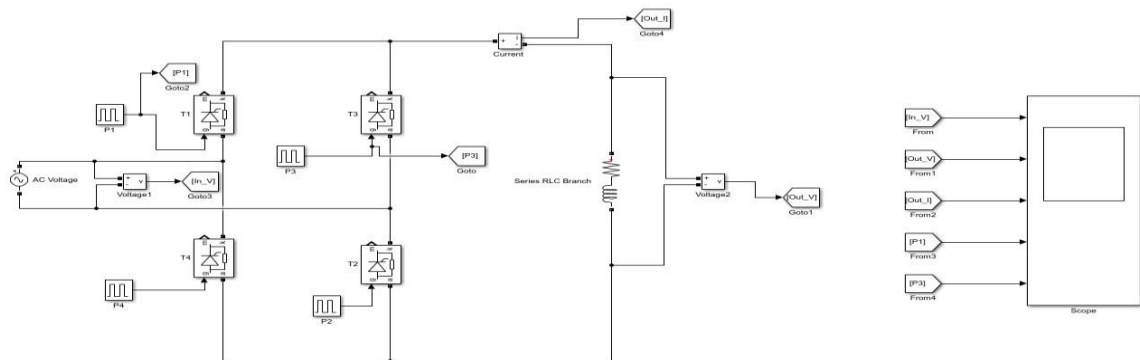 [Out_I]
Goto4
+
i
-
Current
[P1]
Goto2
P1
T1
m
k
g
a
T3
m
k
g
a
P3
[P3]
Goto
[In_V]
From
[Out_V]
From1
[Out_I]
From2
[P1]
From3
[P3]
From4
Scope
+
AC Voltage
+
-
v
Voltage1
[In_V]
Goto3
Series RLC Branch
+
-
v
Voltage2
[Out_V]
Goto1
T4
m
k
g
a
P4
T2
m
k
g
a
P2